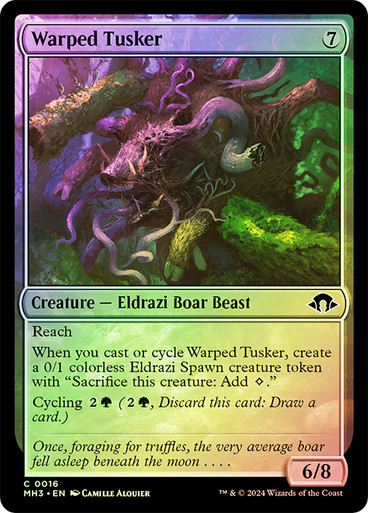 Warped Tusker 7
Creature — Eldrazi Boar Beast
Reach
When you cast or cycle Warped Tusker, create
a 0/1 colorless Eldrazi Spawn creature token
with “Sacrifice this creature: Add ◇.”
Cycling 2 ( 2, Discard this card: Draw a
card.)
Once, foraging for truffles, the very average boar
fell asleep beneath the moon . . . .
6/8
C 0016
MH3 • EN Camille Alquier
™ & © 2024 Wizards of the Coast